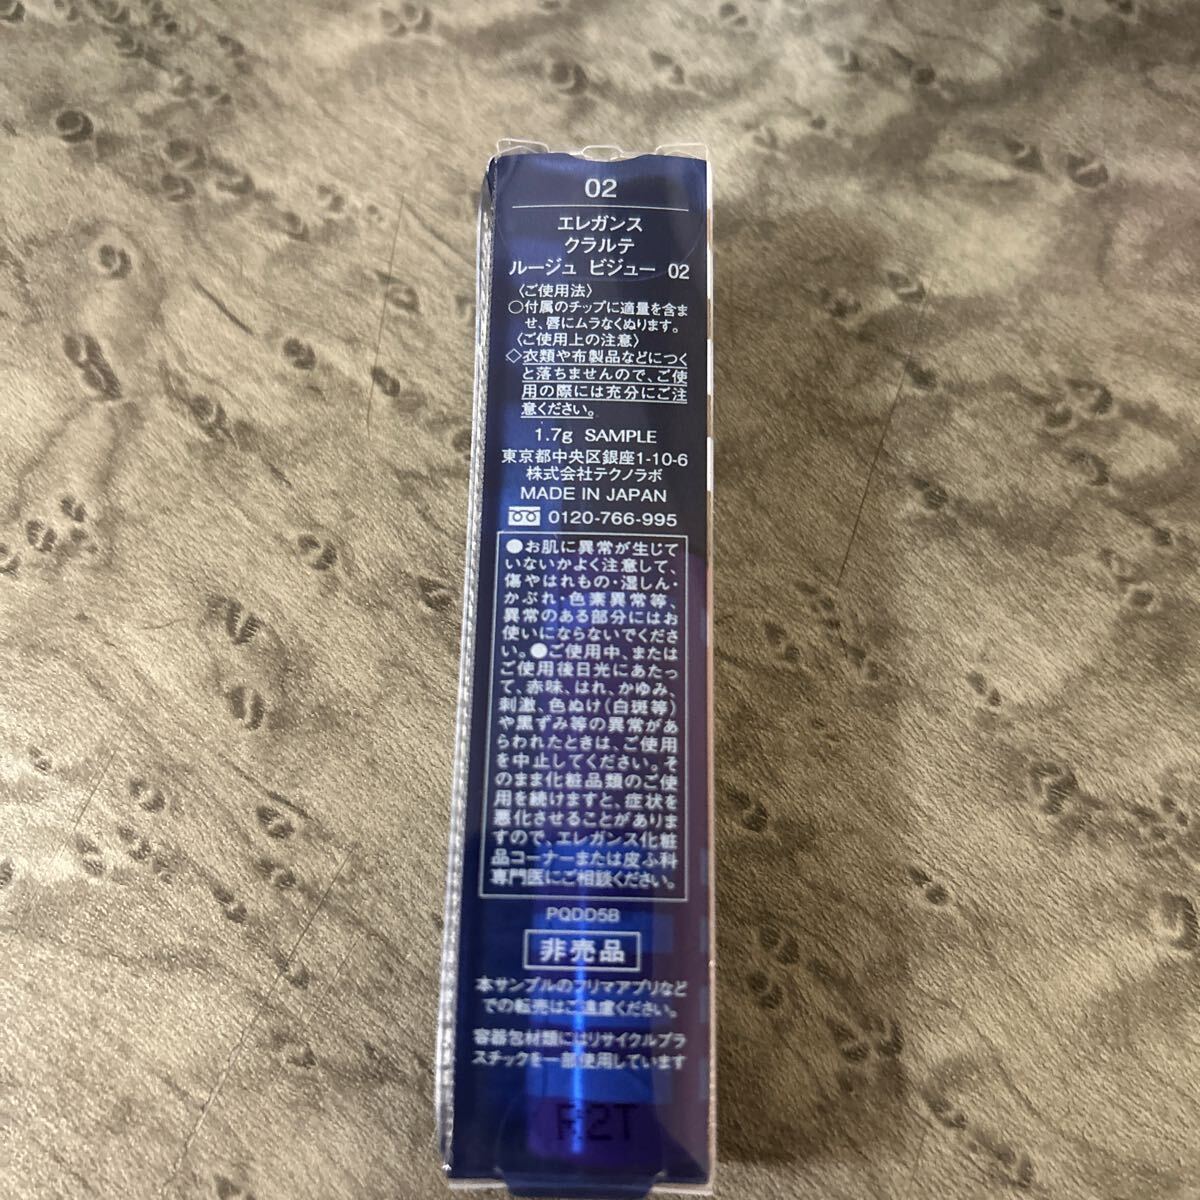 02
エレガンス
クラルテ
ルージュ ビジュー 02
〈ご使用法〉
○付属のチップに適量を含ま
せ、唇にムラなくぬります。
〈ご使用上の注意〉
◇衣類や布製品などにつく
と落ちませんので、ご使
用の際には充分にご注
意ください。
1.7g SAMPLE
東京都中央区銀座1-10-6
株式会社テクノラボ
MADE IN JAPAN
0120-766-995
●お肌に異常が生じて
いないかよく注意して、
傷やはれもの・湿しん・
かぶれ・色素異常等、
異常のある部分にはお
使いにならないでくださ
い。●ご使用中、または
ご使用後日光にあたっ
て、赤味、はれ、かゆみ、
刺激、色ぬけ(白斑等)
や黒ずみ等の異常があ
らわれたときは、ご使用
を中止してください。そ
のまま化粧品類のご使
用を続けますと、症状を
悪化させることがありま
すので、エレガンス化粧
品コーナーまたは皮ふ科
専門医にご相談ください。
PQDD5B
非売品
本サンプルのフリマアプリなど
での転売はご遠慮ください。
容器包材類にはリサイクルプラ
スチックを一部使用しています
F2T